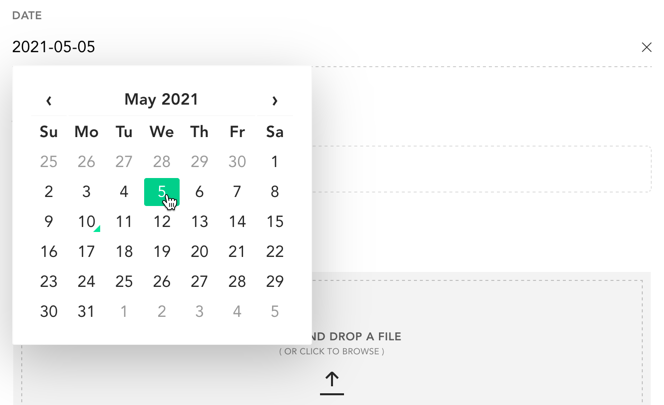 DATE
2021-05-05
‹ May 2021 ›
Su Mo Tu We Th Fr Sa
25 26 27 28 29 30 1
2 3 4 5 6 7 8
9 10 11 12 13 14 15
16 17 18 19 20 21 22
23 24 25 26 27 28 29
30 31 1 2 3 4 5
DROP A FILE
( OR CLICK TO BROWSE )